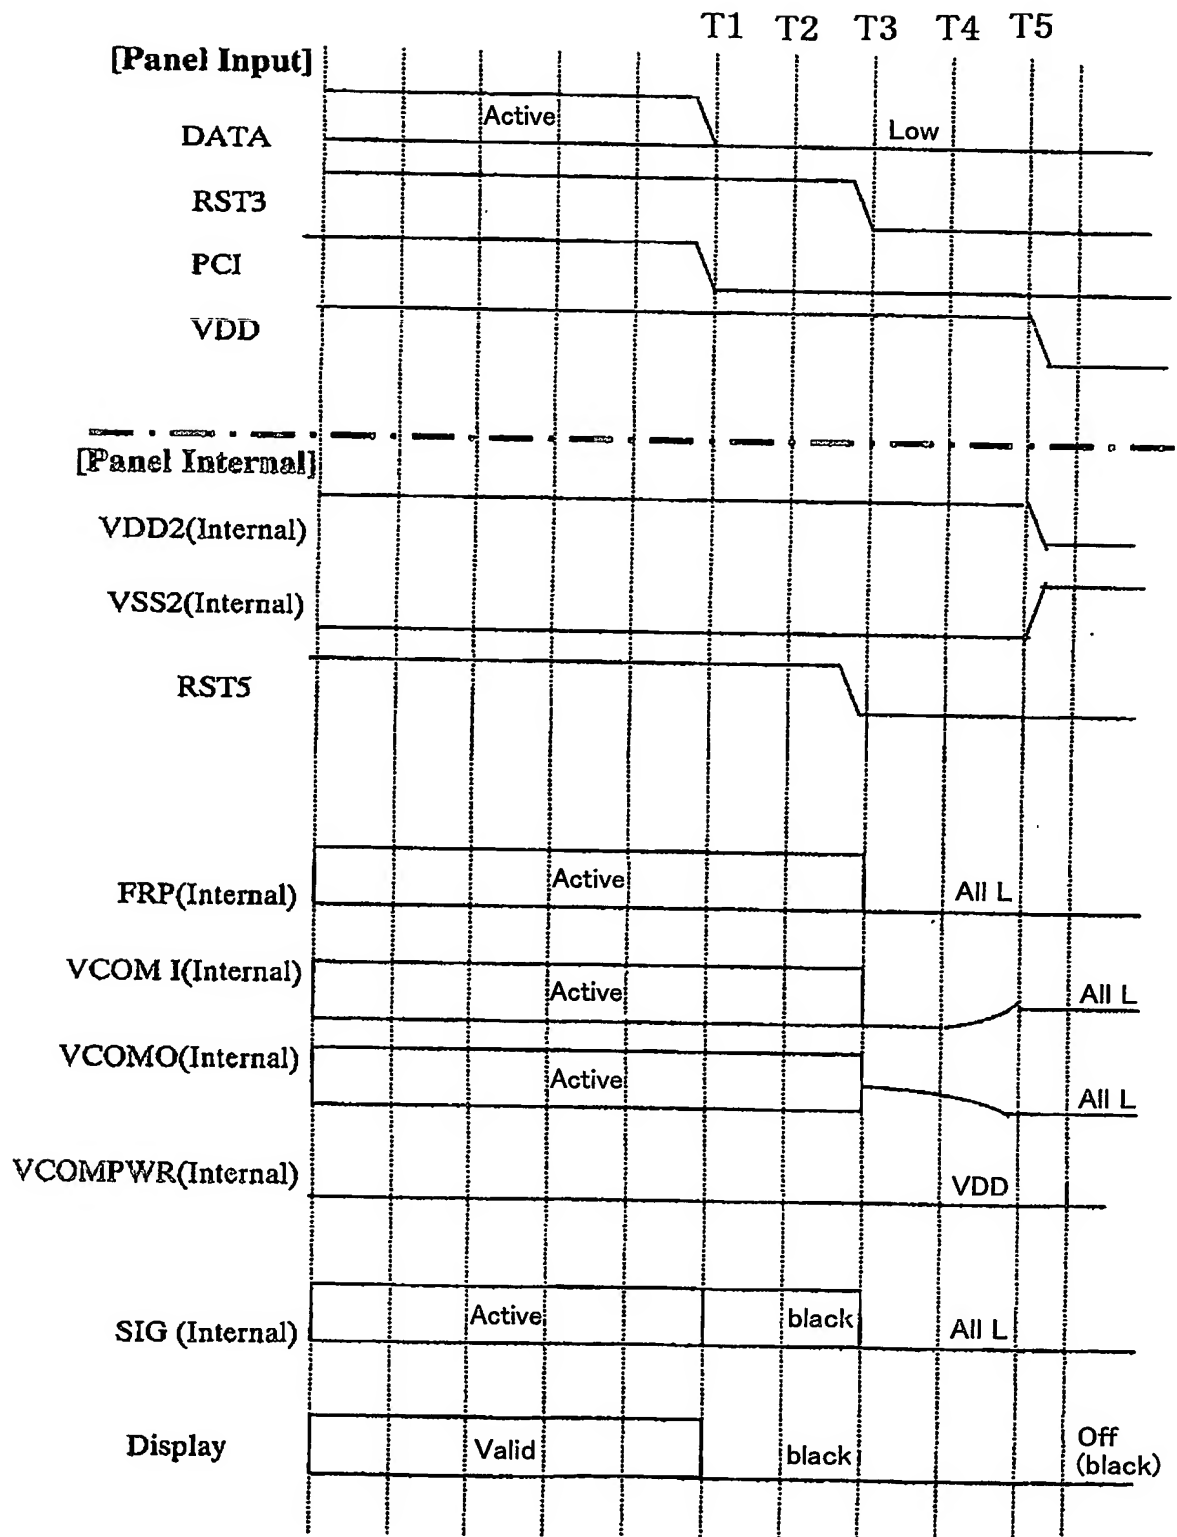 T1 T2 T3 T4 T5
[Panel Input]
DATA Active Low
RST3
PCI
VDD
[Panel Internal]
VDD2(Internal)
VSS2(Internal)
RST5
FRP(Internal) Active All L
VCOM I(Internal) Active All L
VCOMO(Internal) Active All L
VCOMPWR(Internal) VDD
SIG (Internal) Active black All L
Display Valid black Off
(black)